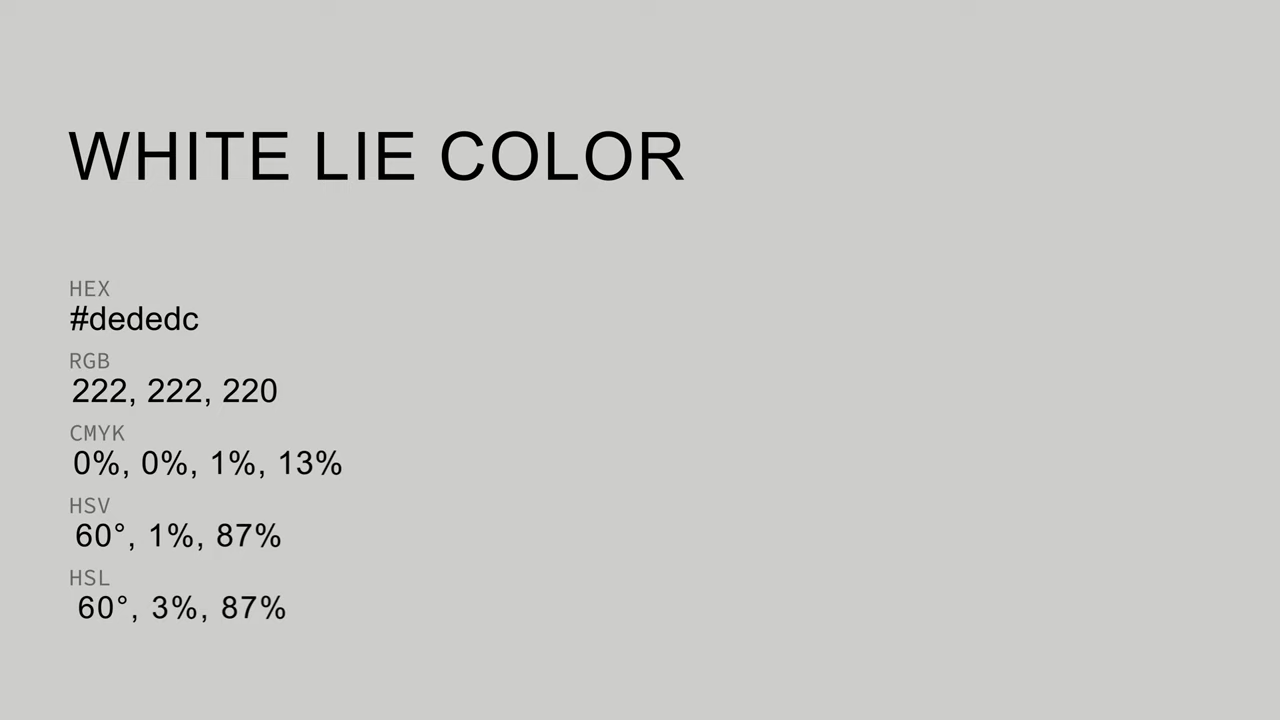 WHITE LIE COLOR
HEX
#dededc
RGB
222, 222, 220
CMYK
0%, 0%, 1%, 13%
HSV
60°, 1%, 87%
HSL
60°, 3%, 87%